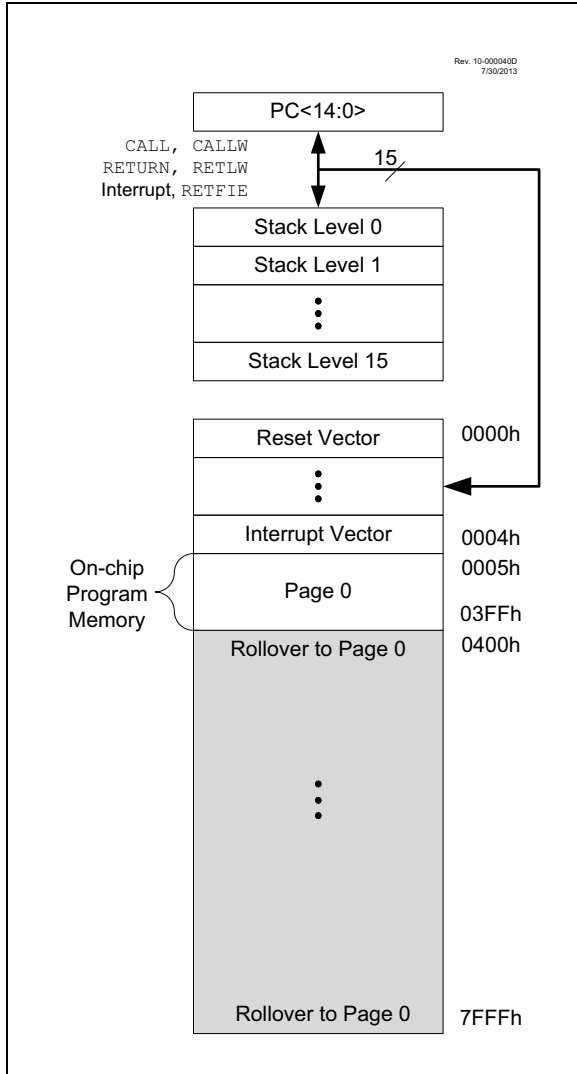 Rev. 10-000040D
7/30/2013
PC<14:0>
CALL, CALLW
RETURN, RETLW
Interrupt, RETFIE
15
Stack Level 0
Stack Level 1
Stack Level 15
Reset Vector
0000h
Interrupt Vector
0004h
On-chip
Program
Memory
Page 0
0005h
03FFh
Rollover to Page 0
0400h
Rollover to Page 0
7FFFh